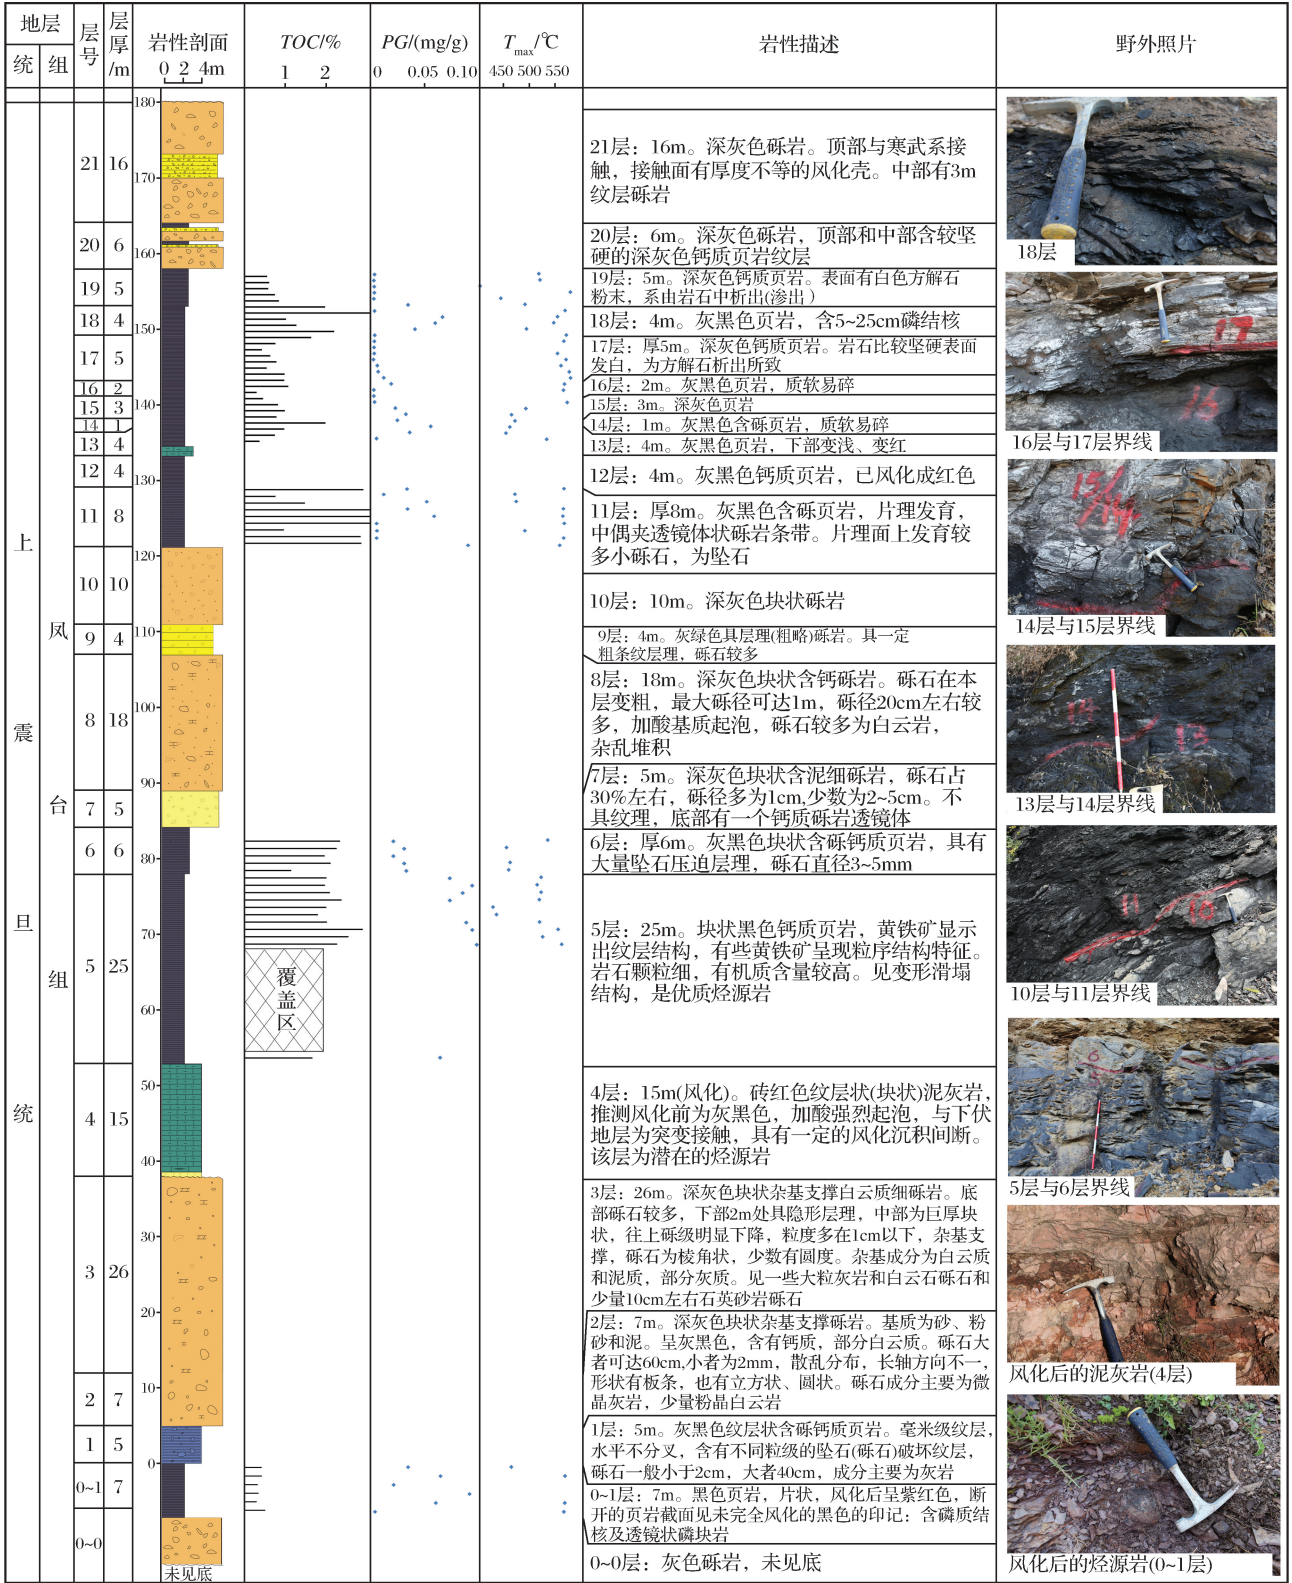 地层
统
组
层号
层厚/m
岩性剖面
0 2 4m
TOC/%
1 2
PG/(mg/g)
0 0.05 0.10
Tmax/℃
450 500 550
岩性描述
野外照片
上
震
旦
统
凤
台
组
21 16
20 6
19 5
18 4
17 5
16 2
15 3
14 1
13 4
12 4
11 8
10 10
9 4
8 18
7 5
6 6
5 25
4 15
3 26
2 7
1 5
0~1 7
0~0
180
170
160
150
140
130
120
110
100
90
80
70
60
50
40
30
20
10
0
未见底
覆
盖
区
21层：16m。深灰色砾岩。顶部与寒武系接
触，接触面有厚度不等的风化壳。中部有3m
纹层砾岩
20层：6m。深灰色砾岩，顶部和中部含较坚
硬的深灰色钙质页岩纹层
19层：5m。深灰色钙质页岩。表面有白色方解石
粉末，系由岩石中析出(渗出）
18层：4m。灰黑色页岩，含5~25cm磷结核
17层：厚5m。深灰色钙质页岩。岩石比较坚硬表面
发白，为方解石析出所致
16层：2m。灰黑色页岩，质软易碎
15层：3m。深灰色页岩
14层：1m。灰黑色含砾页岩，质软易碎
13层：4m。灰黑色页岩，下部变浅、变红
12层：4m。灰黑色钙质页岩，已风化成红色
11层：厚8m。灰黑色含砾页岩，片理发育，
中偶夹透镜体状砾岩条带。片理面上发育较
多小砾石，为坠石
10层：10m。深灰色块状砾岩
9层：4m。灰绿色具层理(粗略)砾岩。具一定
粗条纹层理，砾石较多
8层：18m。深灰色块状含钙砾岩。砾石在本
层变粗，最大砾径可达1m，砾径20cm左右较
多，加酸基质起泡，砾石较多为白云岩，
杂乱堆积
7层：5m。深灰色块状含泥细砾岩，砾石占
30%左右，砾径多为1cm,少数为2~5cm。不
具纹理，底部有一个钙质砾岩透镜体
6层：厚6m。灰黑色块状含砾钙质页岩，具有
大量坠石压迫层理，砾石直径3~5mm
5层：25m。块状黑色钙质页岩，黄铁矿显示
出纹层结构，有些黄铁矿呈现粒序结构特征。
岩石颗粒细，有机质含量较高。见变形滑塌
结构，是优质烃源岩
4层：15m(风化)。砖红色纹层状(块状)泥灰岩，
推测风化前为灰黑色，加酸强烈起泡，与下伏
地层为突变接触，具有一定的风化沉积间断。
该层为潜在的烃源岩
3层：26m。深灰色块状杂基支撑白云质细砾岩。底
部砾石较多，下部2m处具隐形层理，中部为巨厚块
状，往上砾级明显下降，粒度多在1cm以下，杂基支
撑，砾石为棱角状，少数有圆度。杂基成分为白云质
和泥质，部分灰质。见一些大粒灰岩和白云石砾石和
少量10cm左右石英砂岩砾石
2层：7m。深灰色块状杂基支撑砾岩。基质为砂、粉
砂和泥。呈灰黑色，含有钙质，部分白云质。砾石大
者可达60cm,小者为2mm，散乱分布，长轴方向不一，
形状有板条，也有立方状、圆状。砾石成分主要为微
晶灰岩，少量粉晶白云岩
1层：5m。灰黑色纹层状含砾钙质页岩。毫米级纹层，
水平不分叉，含有不同粒级的坠石(砾石)破坏纹层，
砾石一般小于2cm，大者40cm，成分主要为灰岩
0~1层：7m。黑色页岩，片状，风化后呈紫红色，断
开的页岩截面见未完全风化的黑色的印记：含磷质结
核及透镜状磷块岩
0~0层：灰色砾岩，未见底
18层
17
16
16层与17层界线
15/14
14层与15层界线
14
13
13层与14层界线
11
10
10层与11层界线
5层与6层界线
风化后的泥灰岩(4层)
风化后的烃源岩(0~1层)